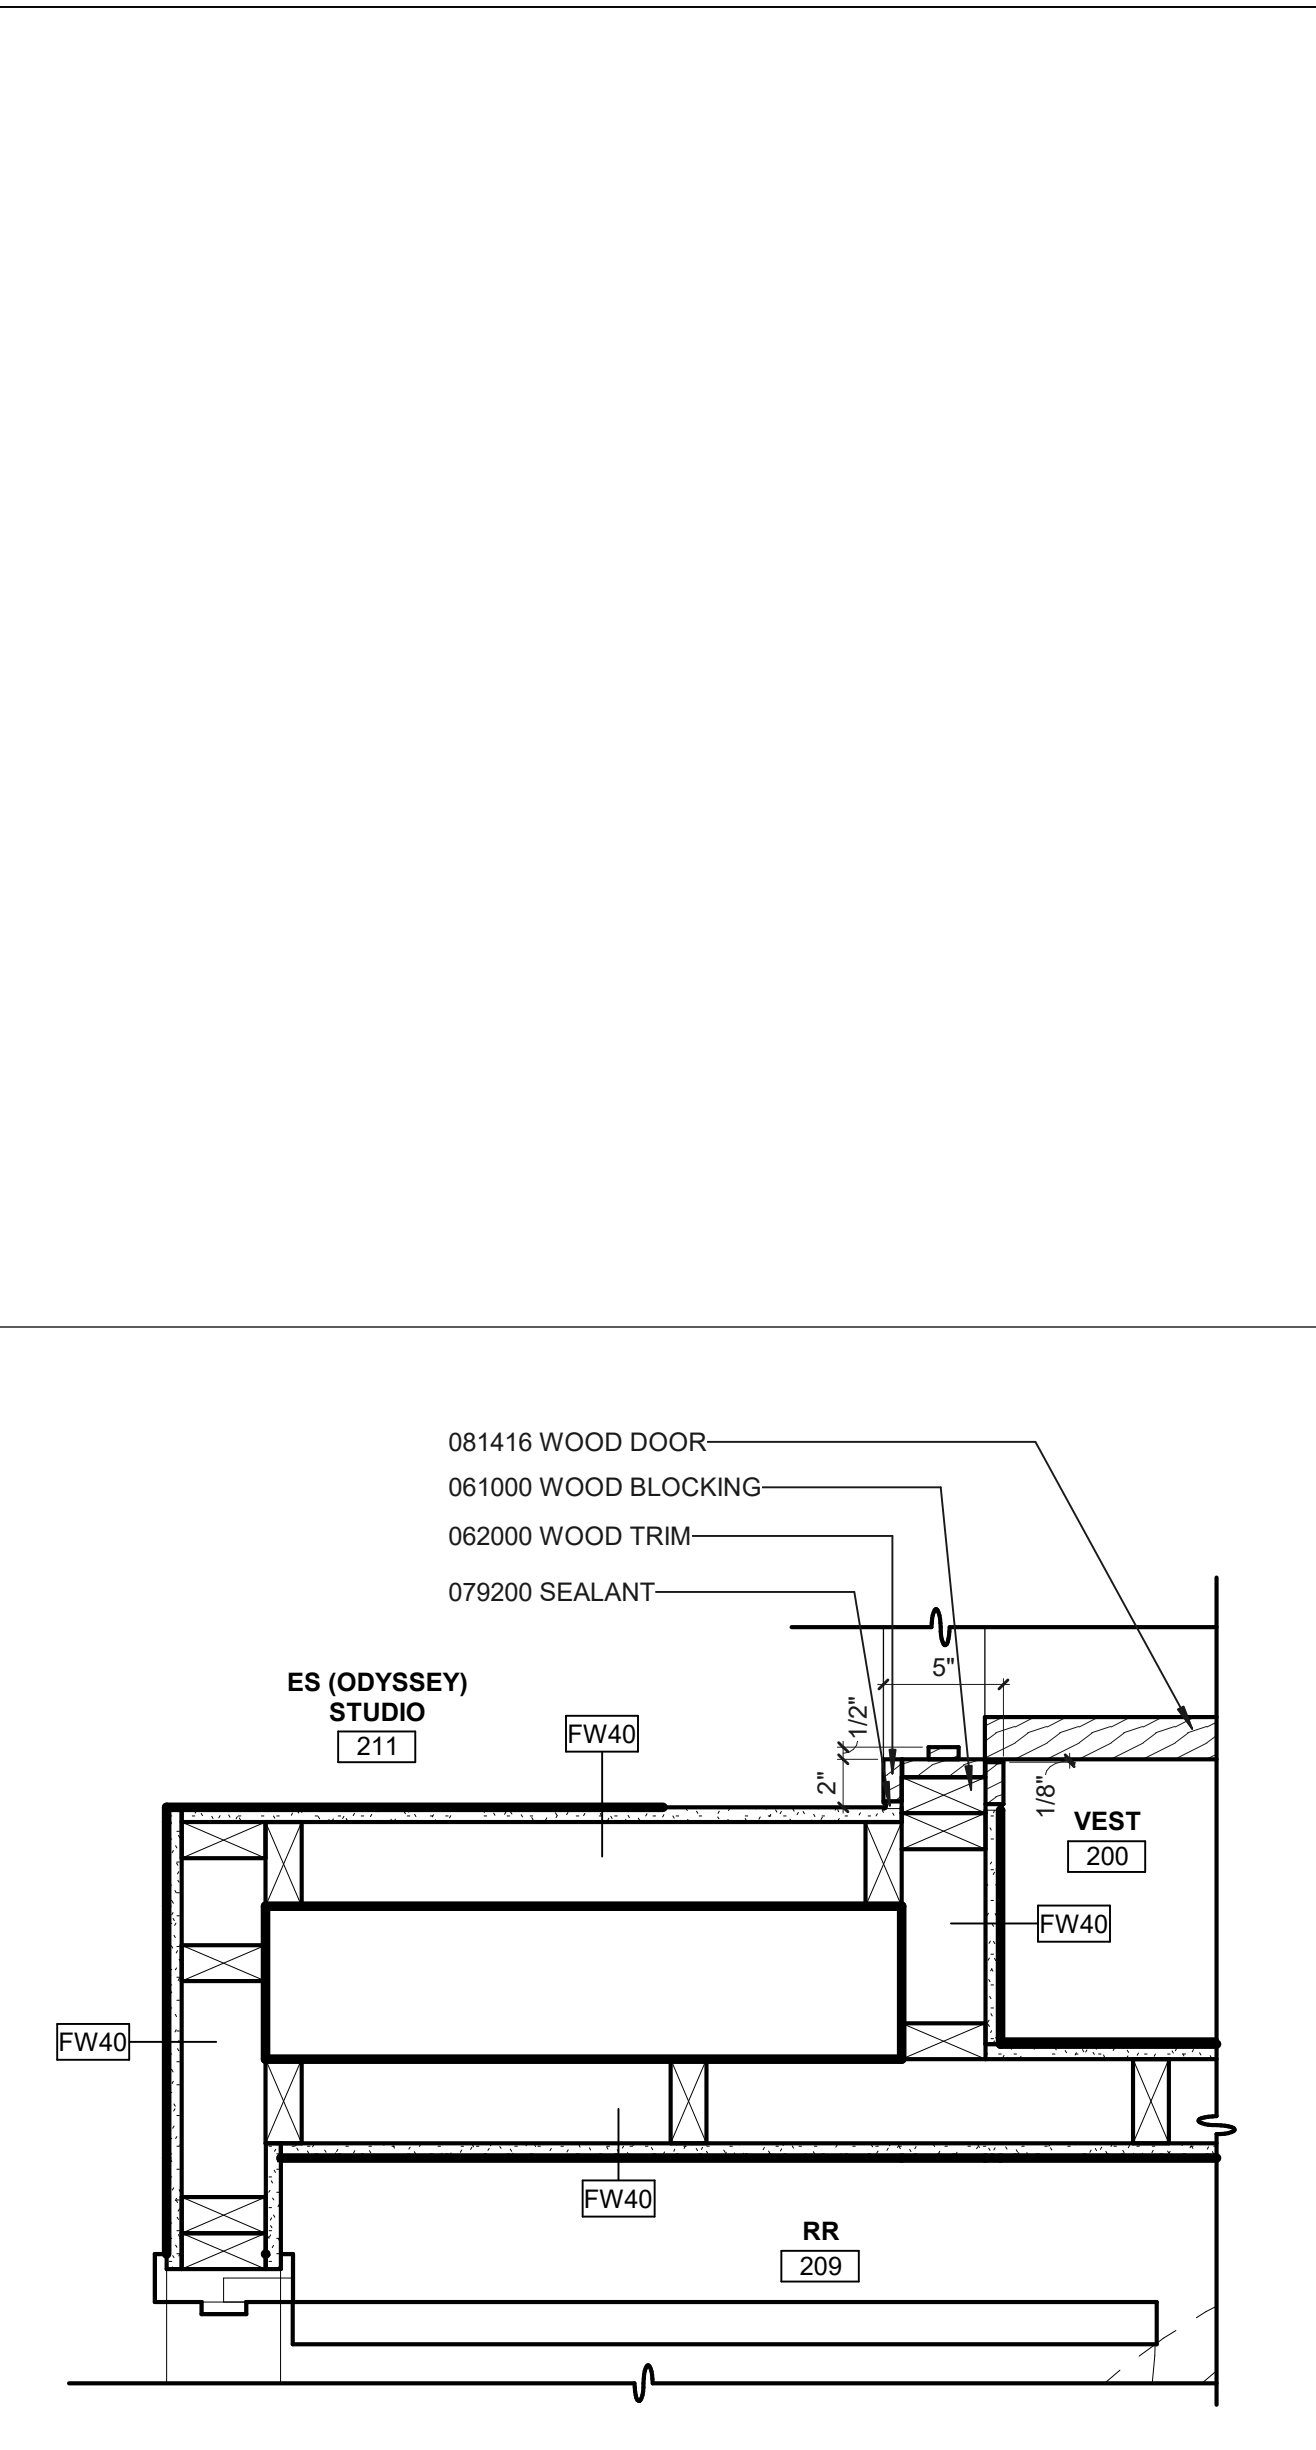 081416 WOOD DOOR
061000 WOOD BLOCKING
062000 WOOD TRIM
079200 SEALANT
5"
ES (ODYSSEY)
STUDIO
211
FW40
1/2"
2"
1/8"
VEST
200
FW40
FW40
FW40
RR
209